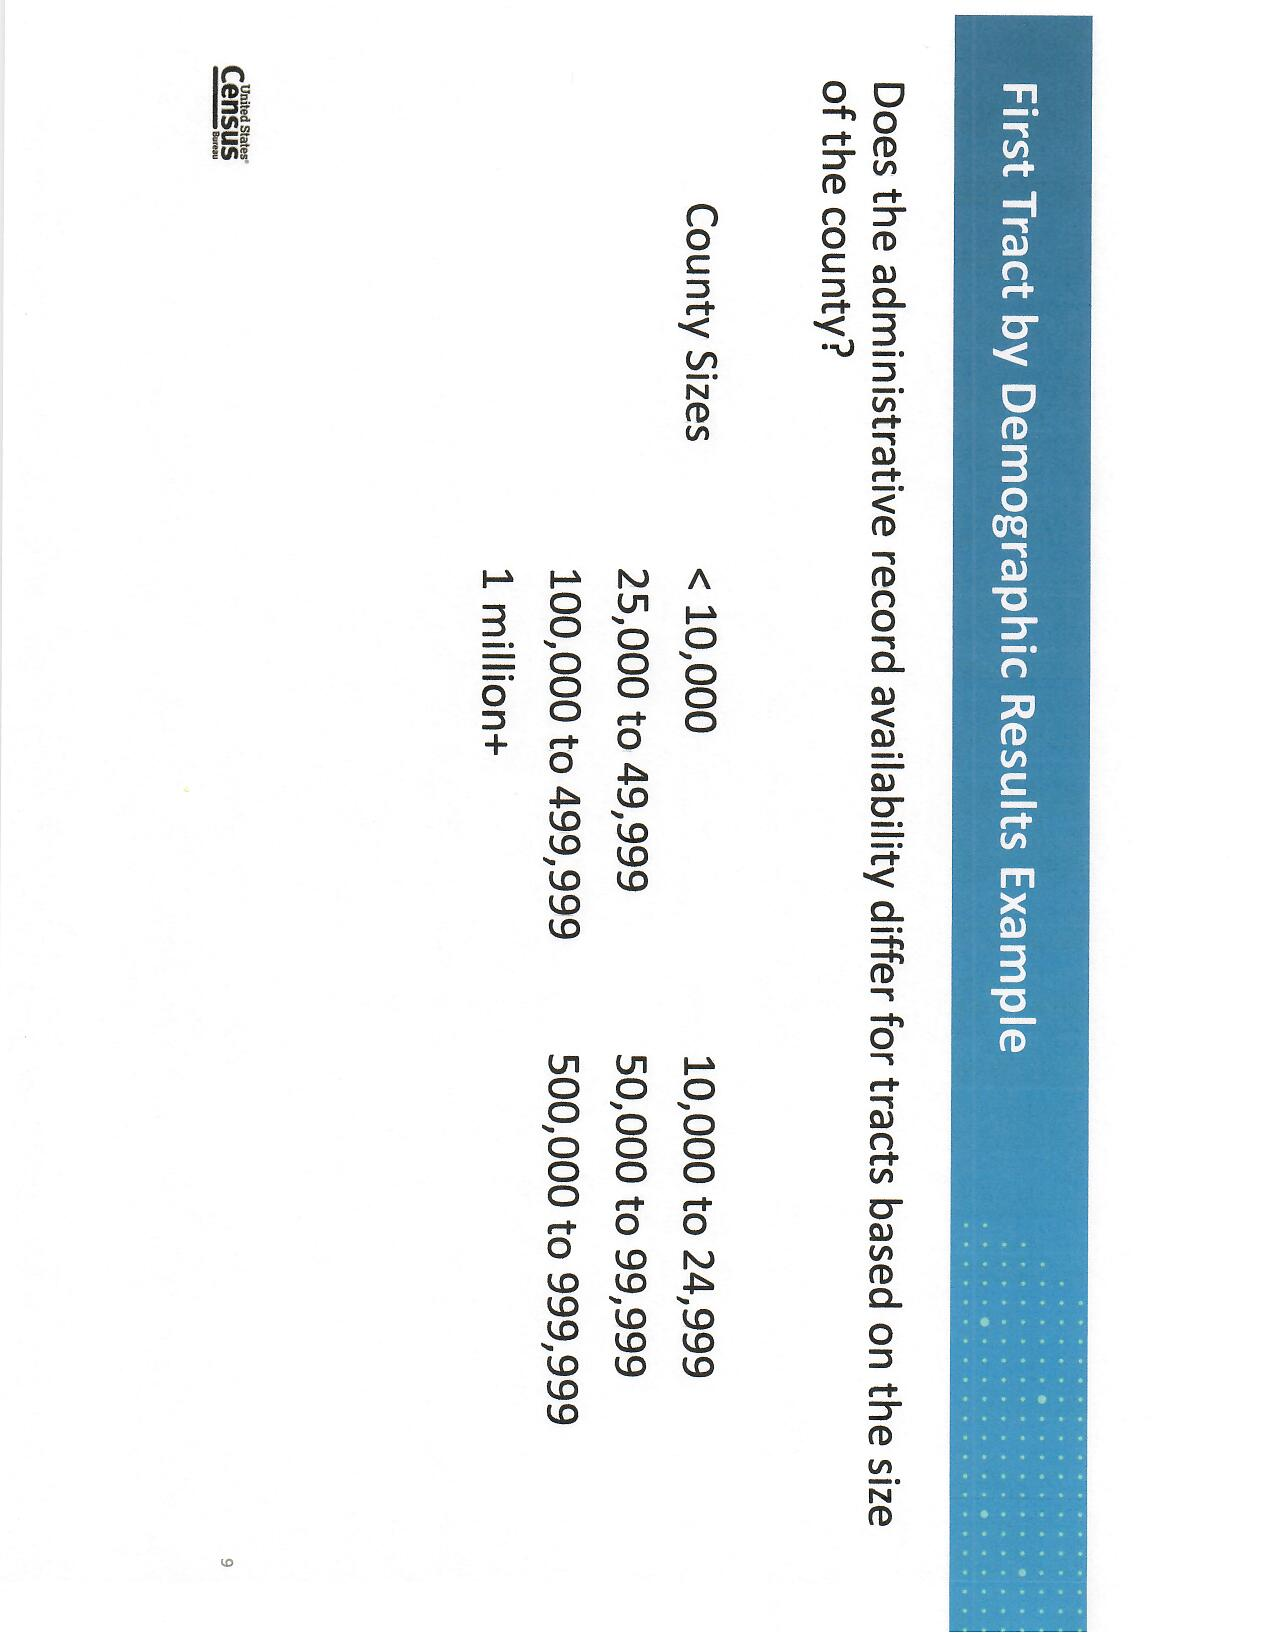 First Tract by Demographic Results Example
Does the administrative record availability differ for tracts based on the size
of the county?
County Sizes < 10,000 10,000 to 24,999
25,000 to 49,999 50,000 to 99,999
100,000 to 499,999 500,000 to 999,999
1 million+
United States®
Census
Bureau
9